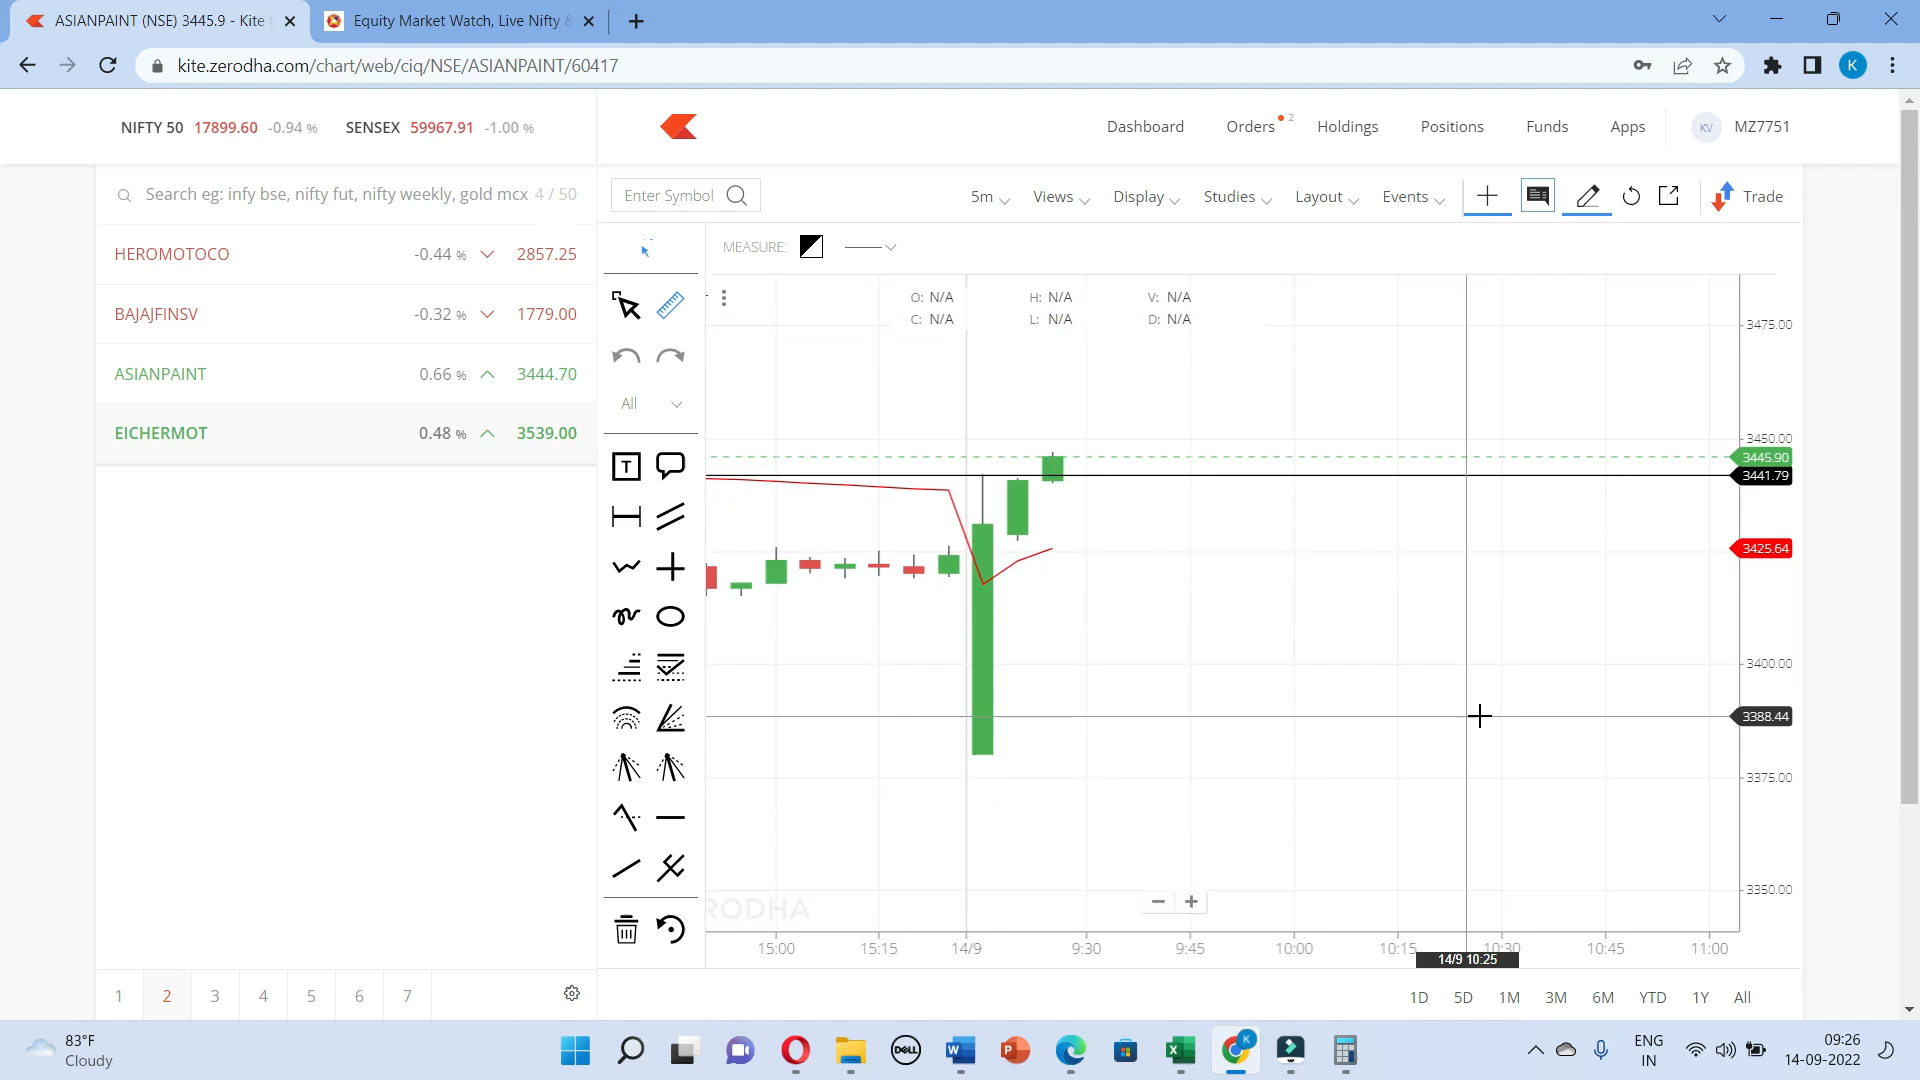 ASIANPAINT (NSE) 3445.9 - Kite
Equity Market Watch, Live Nifty &
kite.zerodha.com/chart/web/ciq/NSE/ASIANPAINT/60417
K
NIFTY 50 17899.60 -0.94 % SENSEX 59967.91 -1.00 %
Dashboard Orders 2 Holdings Positions Funds Apps KV MZ7751
Search eg: infy bse, nifty fut, nifty weekly, gold mcx 4 / 50
Enter Symbol 5m Views Display Studies Layout Events Trade
HEROMOTOCO -0.44 % 2857.25
BAJAJFINSV -0.32 % 1779.00
ASIANPAINT 0.66 % 3444.70
EICHERMOT 0.48 % 3539.00
MEASURE:
O: N/A H: N/A V: N/A
C: N/A L: N/A D: N/A
All
T
3475.00
3450.00
3445.90
3441.79
3425.64
3400.00
3388.44
3375.00
3350.00
RODHA
15:00 15:15 14/9 9:30 9:45 10:00 10:15 10:30 10:45 11:00
14/9 10:25
1 2 3 4 5 6 7
1D 5D 1M 3M 6M YTD 1Y All
83°F
Cloudy
DELL
W
P
X
K
ENG
IN
09:26
14-09-2022